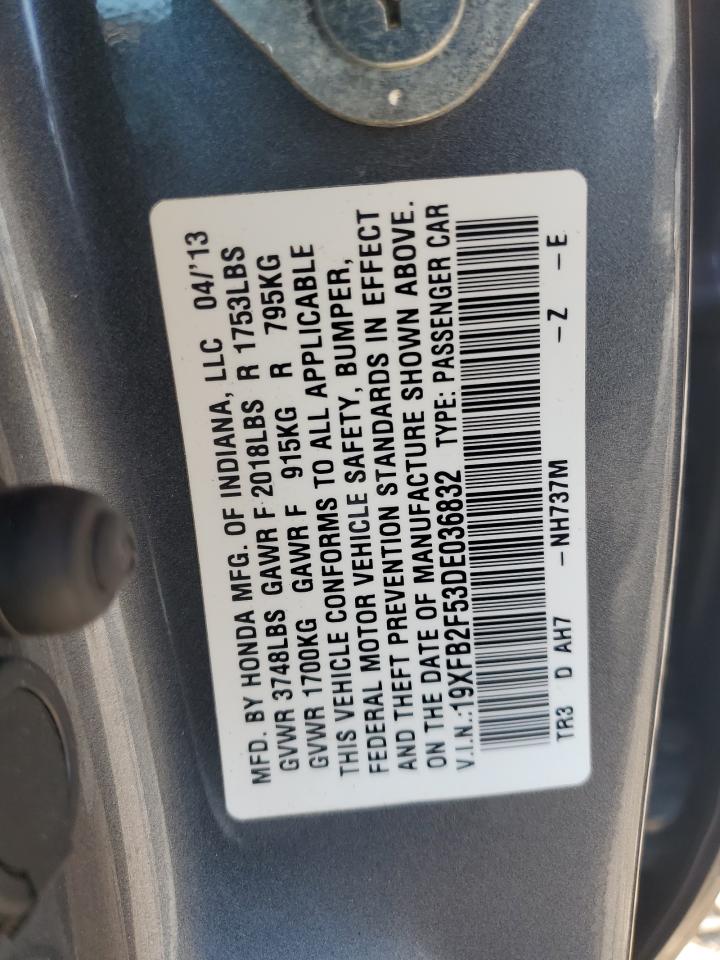 MFD. BY HONDA MFG. OF INDIANA, LLC 04/'13
GVWR 3748LBS GAWR F 2018LBS R 1753LBS
GVWR 1700KG GAWR F 915KG R 795KG
THIS VEHICLE CONFORMS TO ALL APPLICABLE
FEDERAL MOTOR VEHICLE SAFETY, BUMPER,
AND THEFT PREVENTION STANDARDS IN EFFECT
ON THE DATE OF MANUFACTURE SHOWN ABOVE.
V.I.N.:19XFB2F53DE036832 TYPE: PASSENGER CAR
TR3 D AH7 –NH737M –Z –E